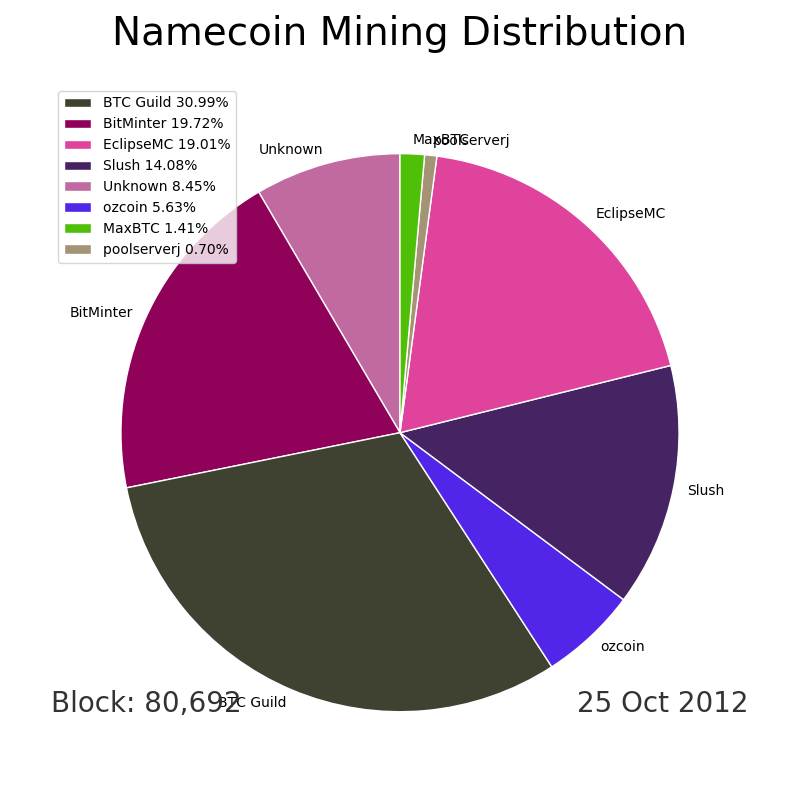 Namecoin Mining Distribution
BTC Guild 30.99%
BitMinter 19.72%
EclipseMC 19.01%
Slush 14.08%
Unknown 8.45%
ozcoin 5.63%
MaxBTC 1.41%
poolserverj 0.70%
MaxBTC
poolserverj
Unknown
EclipseMC
BitMinter
Slush
ozcoin
BTC Guild
Block: 80,692
25 Oct 2012